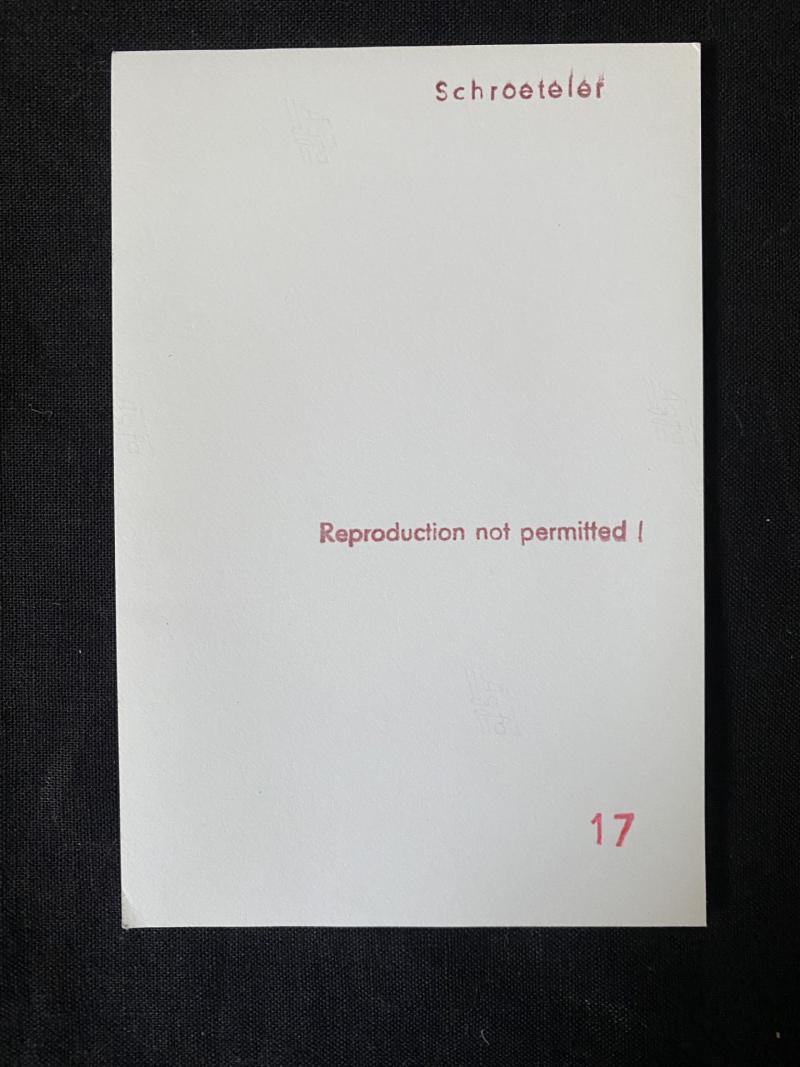 Schroeteler
Reproduction not permitted !
17